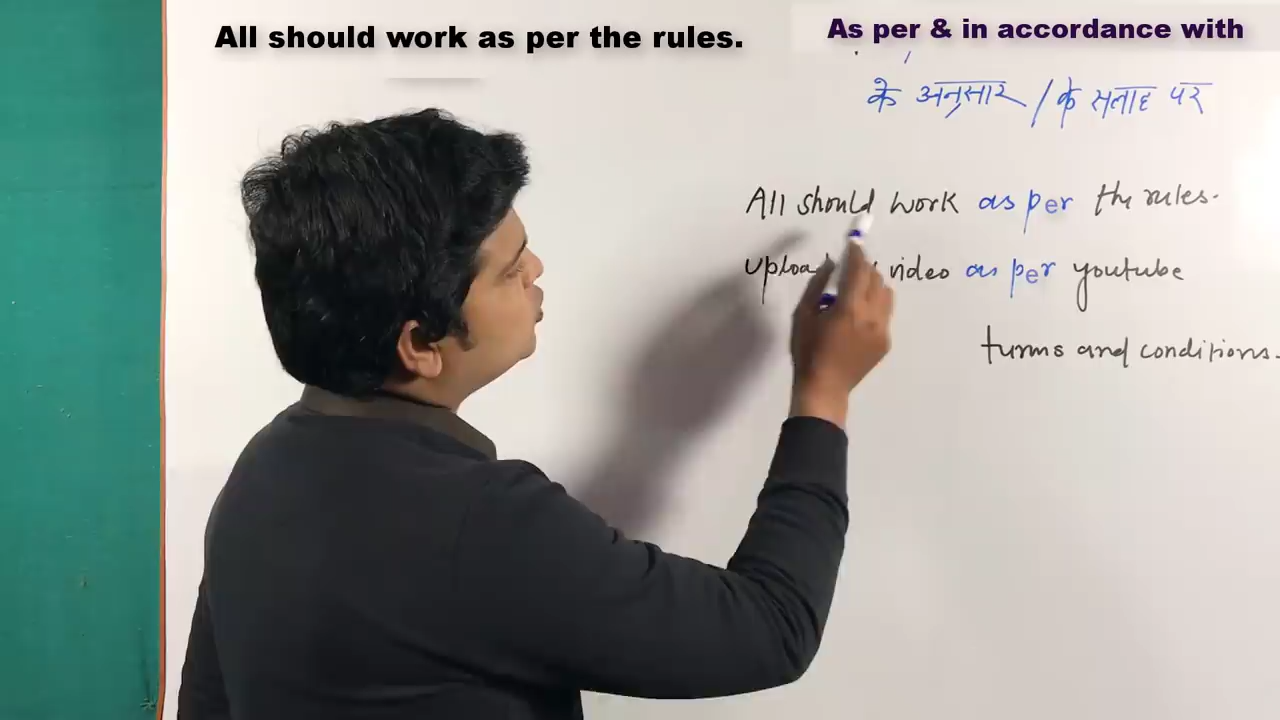 All should work as per the rules.
As per & in accordance with
के अनुसार / के सलाह पर
All should work as per the rules.
video as per youtube
terms and conditions.